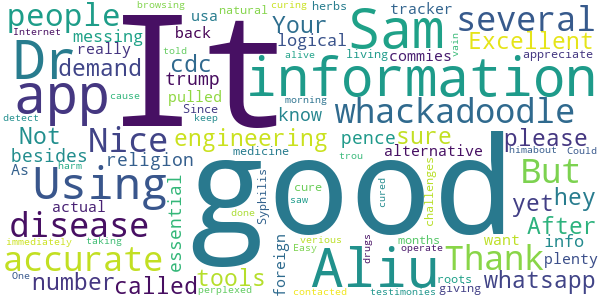 browsing natural herbs tracker curing
people usa Your logical
messing back It Sam several
Internet told really living commies Excellent appreciate
Dr demand cdc alive vain
app trump information
detect cause pulled Since keep morning know whackadoodle
Not Nice engineering pence sure please
besides religion medicine alternative
As harm Using good trou But yet hey
essential Syphilis cure saw cured challenges
actual himabout Could
disease done drugs After info
accurate tools foreign verious months want plenty
immediately taking Easy Aliu operate Thank
One number called perplexed contacted testimonies roots giving whatsapp